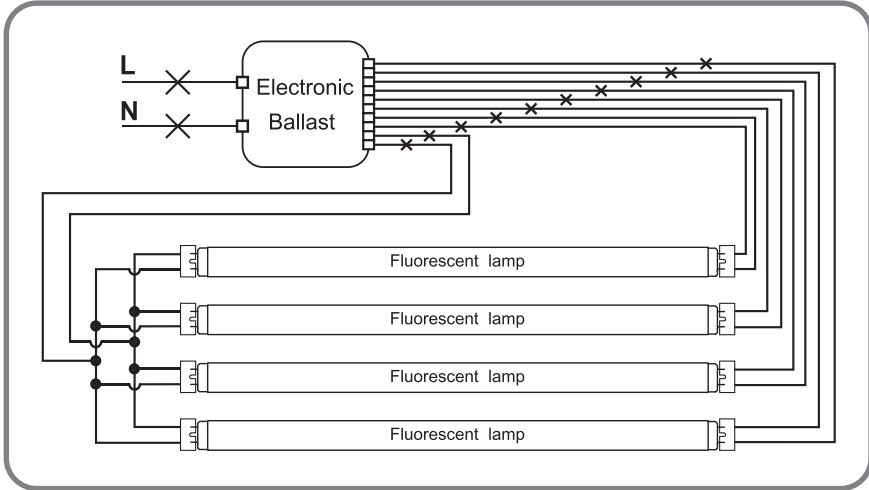 L
N
Electronic
Ballast
Fluorescent lamp
Fluorescent lamp
Fluorescent lamp
Fluorescent lamp